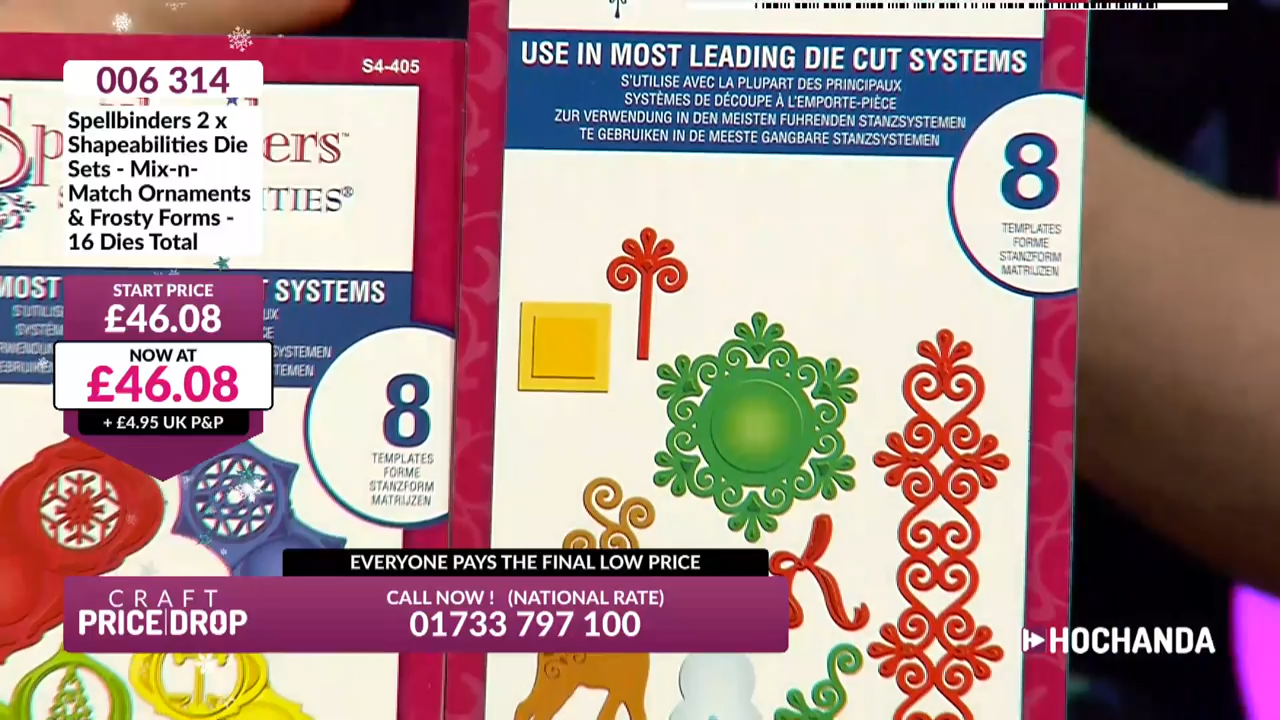 006 314
Spellbinders 2 x
Shapeabilities Die
Sets - Mix-n-
Match Ornaments
& Frosty Forms -
16 Dies Total
START PRICE
£46.08
NOW AT
£46.08
+ £4.95 UK P&P
S4-405
ers™
ITIES®
MOST
SYSTEMS
8
TEMPLATES
FORME
STANZFORM
MATRIJZEN
USE IN MOST LEADING DIE CUT SYSTEMS
S'UTILISE AVEC LA PLUPART DES PRINCIPAUX
SYSTÈMES DE DÉCOUPE À L'EMPORTE-PIÈCE
ZUR VERWENDUNG IN DEN MEISTEN FUHRENDEN STANZSYSTEMEN
TE GEBRUIKEN IN DE MEESTE GANGBARE STANZSYSTEMEN
8
TEMPLATES
FORME
STANZFORM
MATRIJZEN
EVERYONE PAYS THE FINAL LOW PRICE
CRAFT
PRICE DROP
CALL NOW ! (NATIONAL RATE)
01733 797 100
HOCHANDA